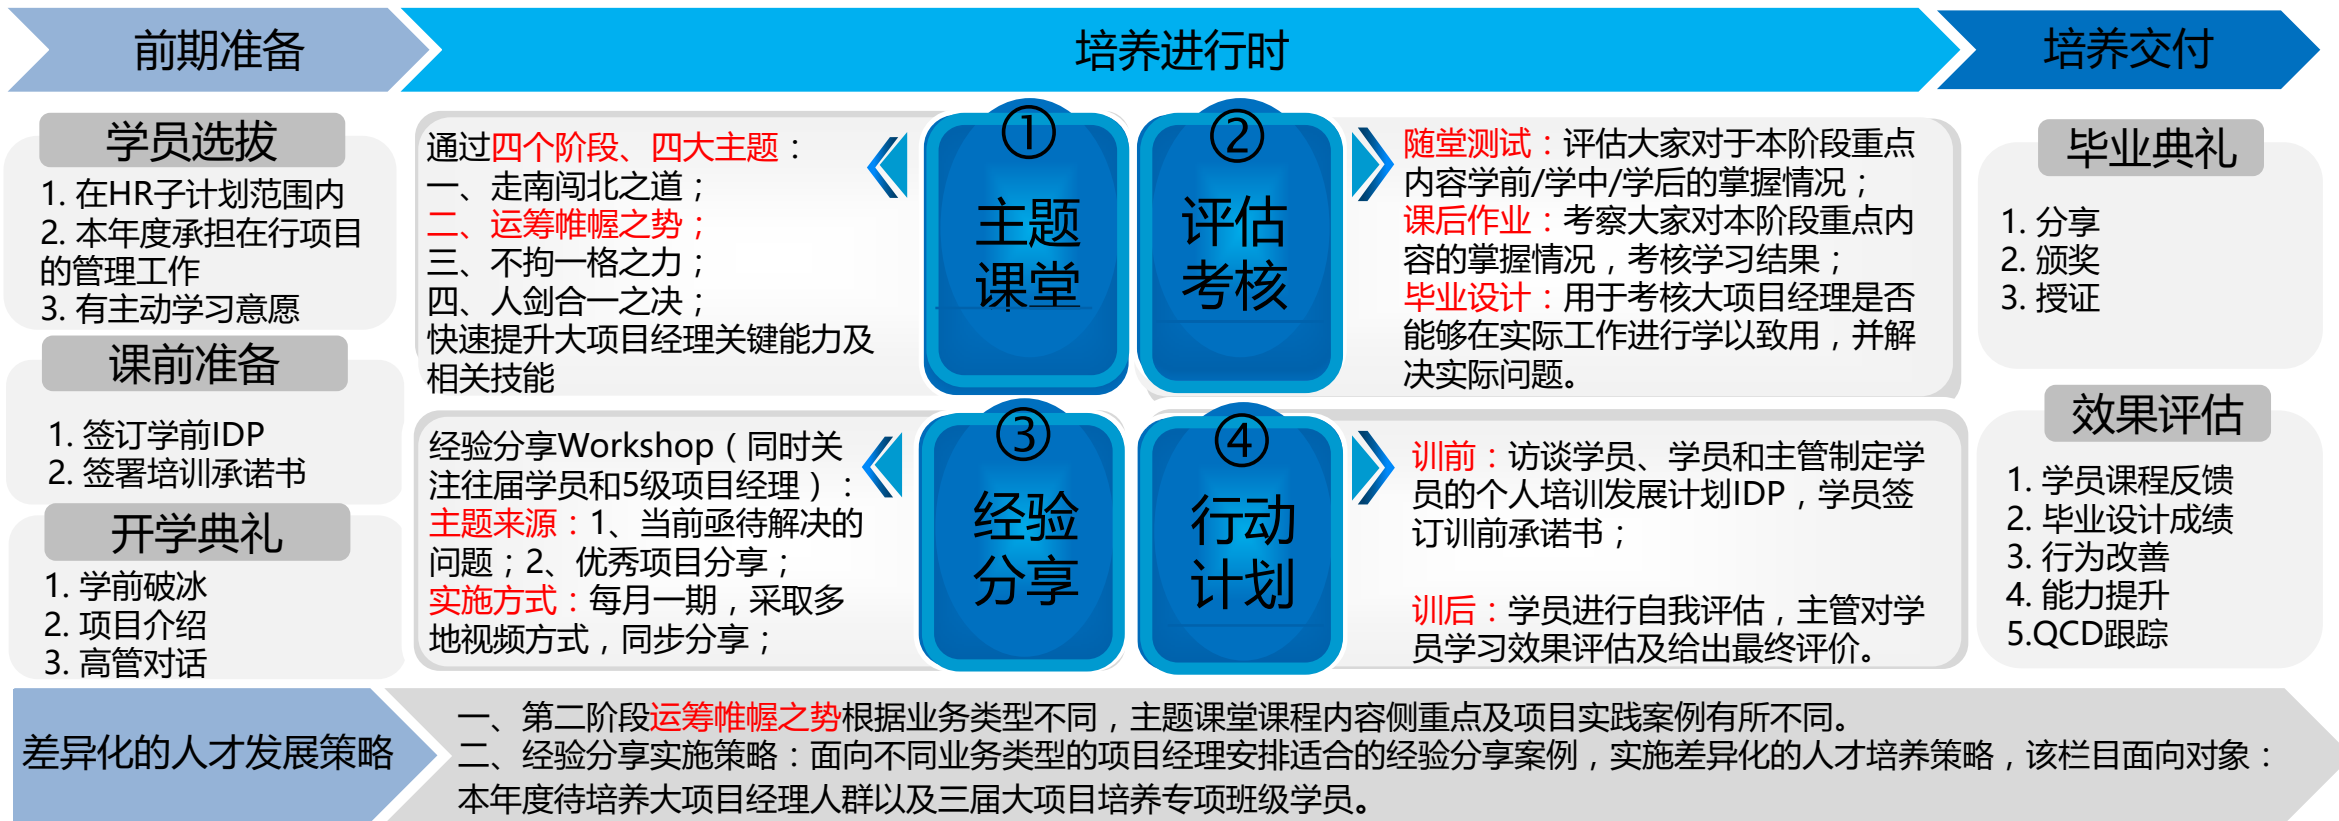 前期准备
培养进行时
培养交付
学员选拔
1. 在HR子计划范围内
2. 本年度承担在行项目
的管理工作
3. 有主动学习意愿
课前准备
1. 签订学前IDP
2. 签署培训承诺书
开学典礼
1. 学前破冰
2. 项目介绍
3. 高管对话
通过四个阶段、四大主题：
一、走南闯北之道；
二、运筹帷幄之势；
三、不拘一格之力；
四、人剑合一之决；
快速提升大项目经理关键能力及
相关技能
①
主题
课堂
②
评估
考核
随堂测试：评估大家对于本阶段重点
内容学前/学中/学后的掌握情况；
课后作业：考察大家对本阶段重点内
容的掌握情况，考核学习结果；
毕业设计：用于考核大项目经理是否
能够在实际工作进行学以致用，并解
决实际问题。
经验分享Workshop（同时关
注往届学员和5级项目经理）：
主题来源：1、当前亟待解决的
问题；2、优秀项目分享；
实施方式：每月一期，采取多
地视频方式，同步分享；
③
经验
分享
④
行动
计划
训前：访谈学员、学员和主管制定学
员的个人培训发展计划IDP，学员签
订训前承诺书；
训后：学员进行自我评估，主管对学
员学习效果评估及给出最终评价。
毕业典礼
1. 分享
2. 颁奖
3. 授证
效果评估
1. 学员课程反馈
2. 毕业设计成绩
3. 行为改善
4. 能力提升
5.QCD跟踪
差异化的人才发展策略
一、第二阶段运筹帷幄之势根据业务类型不同，主题课堂课程内容侧重点及项目实践案例有所不同。
二、经验分享实施策略：面向不同业务类型的项目经理安排适合的经验分享案例，实施差异化的人才培养策略，该栏目面向对象：
本年度待培养大项目经理人群以及三届大项目培养专项班级学员。